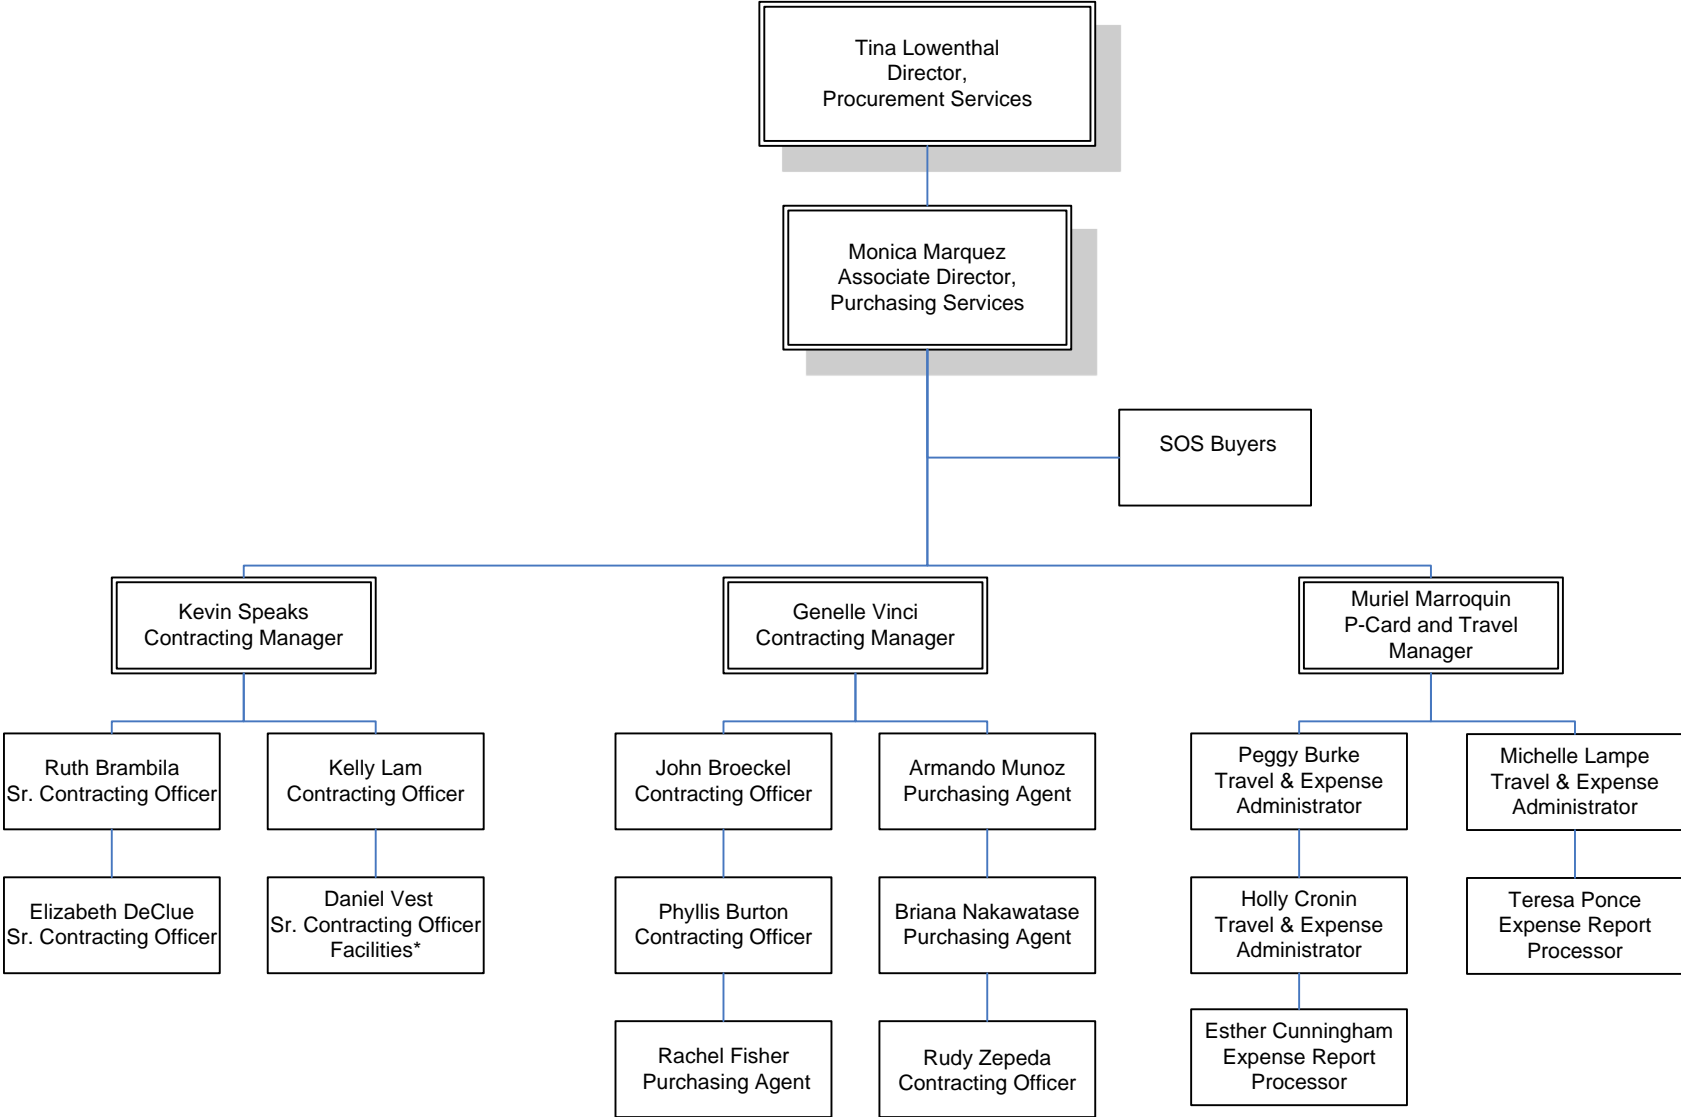 Tina Lowenthal
Director,
Procurement Services
Monica Marquez
Associate Director,
Purchasing Services
SOS Buyers
Kevin Speaks
Contracting Manager
Genelle Vinci
Contracting Manager
Muriel Marroquin
P-Card and Travel
Manager
Ruth Brambila
Sr. Contracting Officer
Kelly Lam
Contracting Officer
John Broeckel
Contracting Officer
Armando Munoz
Purchasing Agent
Peggy Burke
Travel & Expense
Administrator
Michelle Lampe
Travel & Expense
Administrator
Elizabeth DeClue
Sr. Contracting Officer
Daniel Vest
Sr. Contracting Officer
Facilities*
Phyllis Burton
Contracting Officer
Briana Nakawatase
Purchasing Agent
Holly Cronin
Travel & Expense
Administrator
Teresa Ponce
Expense Report
Processor
Rachel Fisher
Purchasing Agent
Rudy Zepeda
Contracting Officer
Esther Cunningham
Expense Report
Processor